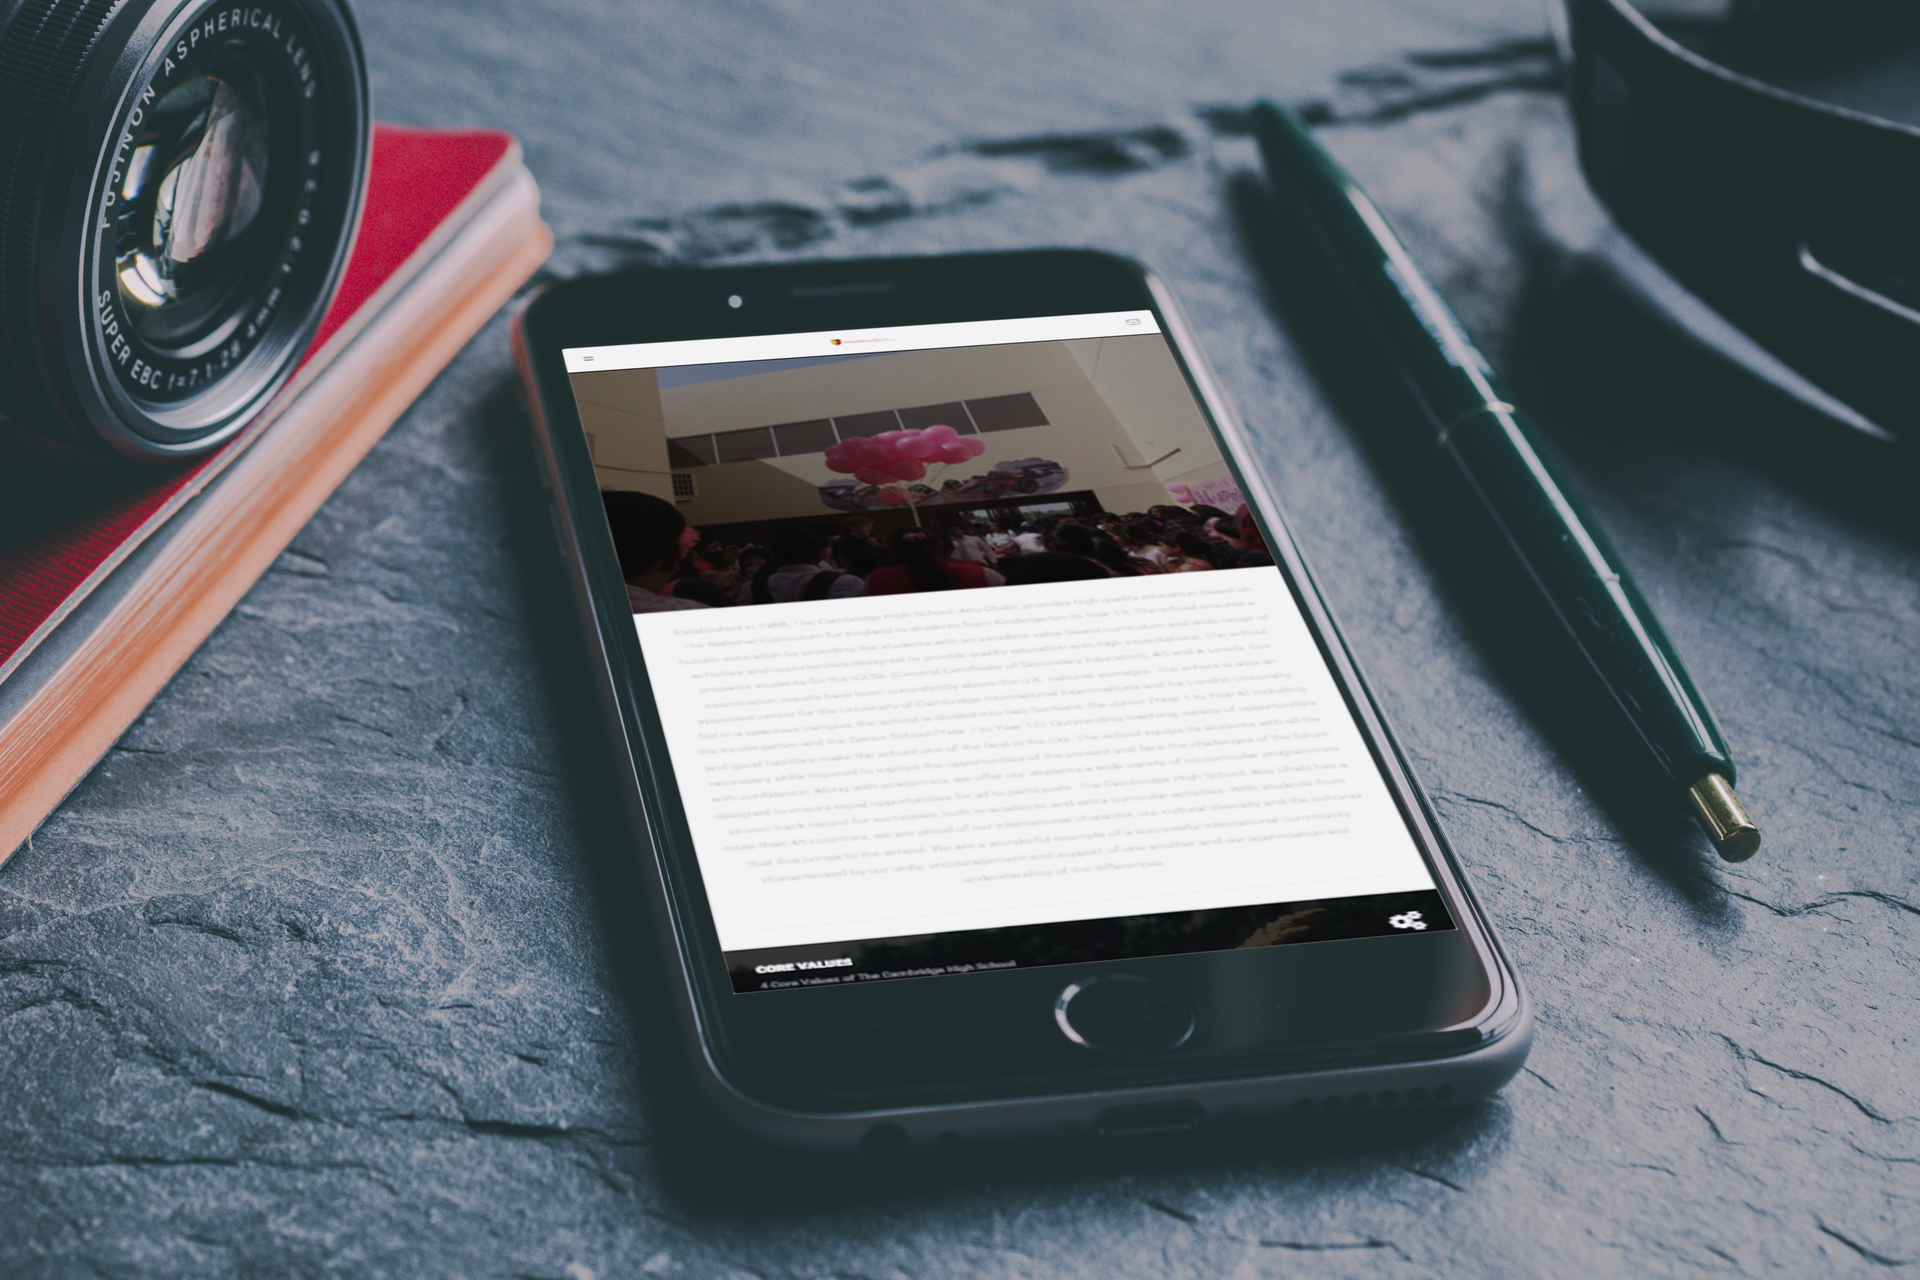 FUJINON ASPHERICAL LENS
SUPER EBC f=7.1-28.4mm
Established in 1988, The Cambridge High School, Abu Dhabi, provides high quality education based on
The National Curriculum for England to students from Kindergarten to Year 13. The school ensures a
holistic education by providing the students with an excellent value based curriculum and wide range of
activities and opportunities designed to provide quality education with high expectations. The school
prepares students for the IGCSE (General Certificate of Secondary Education), AS and A Levels. Our
examination results have been consistently above the U.K. national averages. The school is also an
approved centre for the University of Cambridge International Examinations and for London University
Set in a spacious campus, the school is divided into two Sections: the Junior (Year 1 to Year 6) including
the Kindergarten and the Senior School (Year 7 to Year 13). Outstanding teaching, variety of opportunities
and good facilities make the school one of the best in the city. The school equips its students with all the
necessary skills required to explore the opportunities of the present and face the challenges of the future
with confidence. Along with academics, we offer our students a wide variety of co-curricular programmes
designed to ensure equal opportunities for all to participate. The Cambridge High School, Abu Dhabi has a
proven track record for successes, both in academic and extra curricular activities. With students from
more than 45 countries, we are proud of our international character, our cultural diversity and the richness
that this brings to the school. We are a wonderful example of a successful international community
characterised by our unity, encouragement and support of one another and our appreciation and
understanding of the differences.
CORE VALUES
4 Core Values of The Cambridge High School